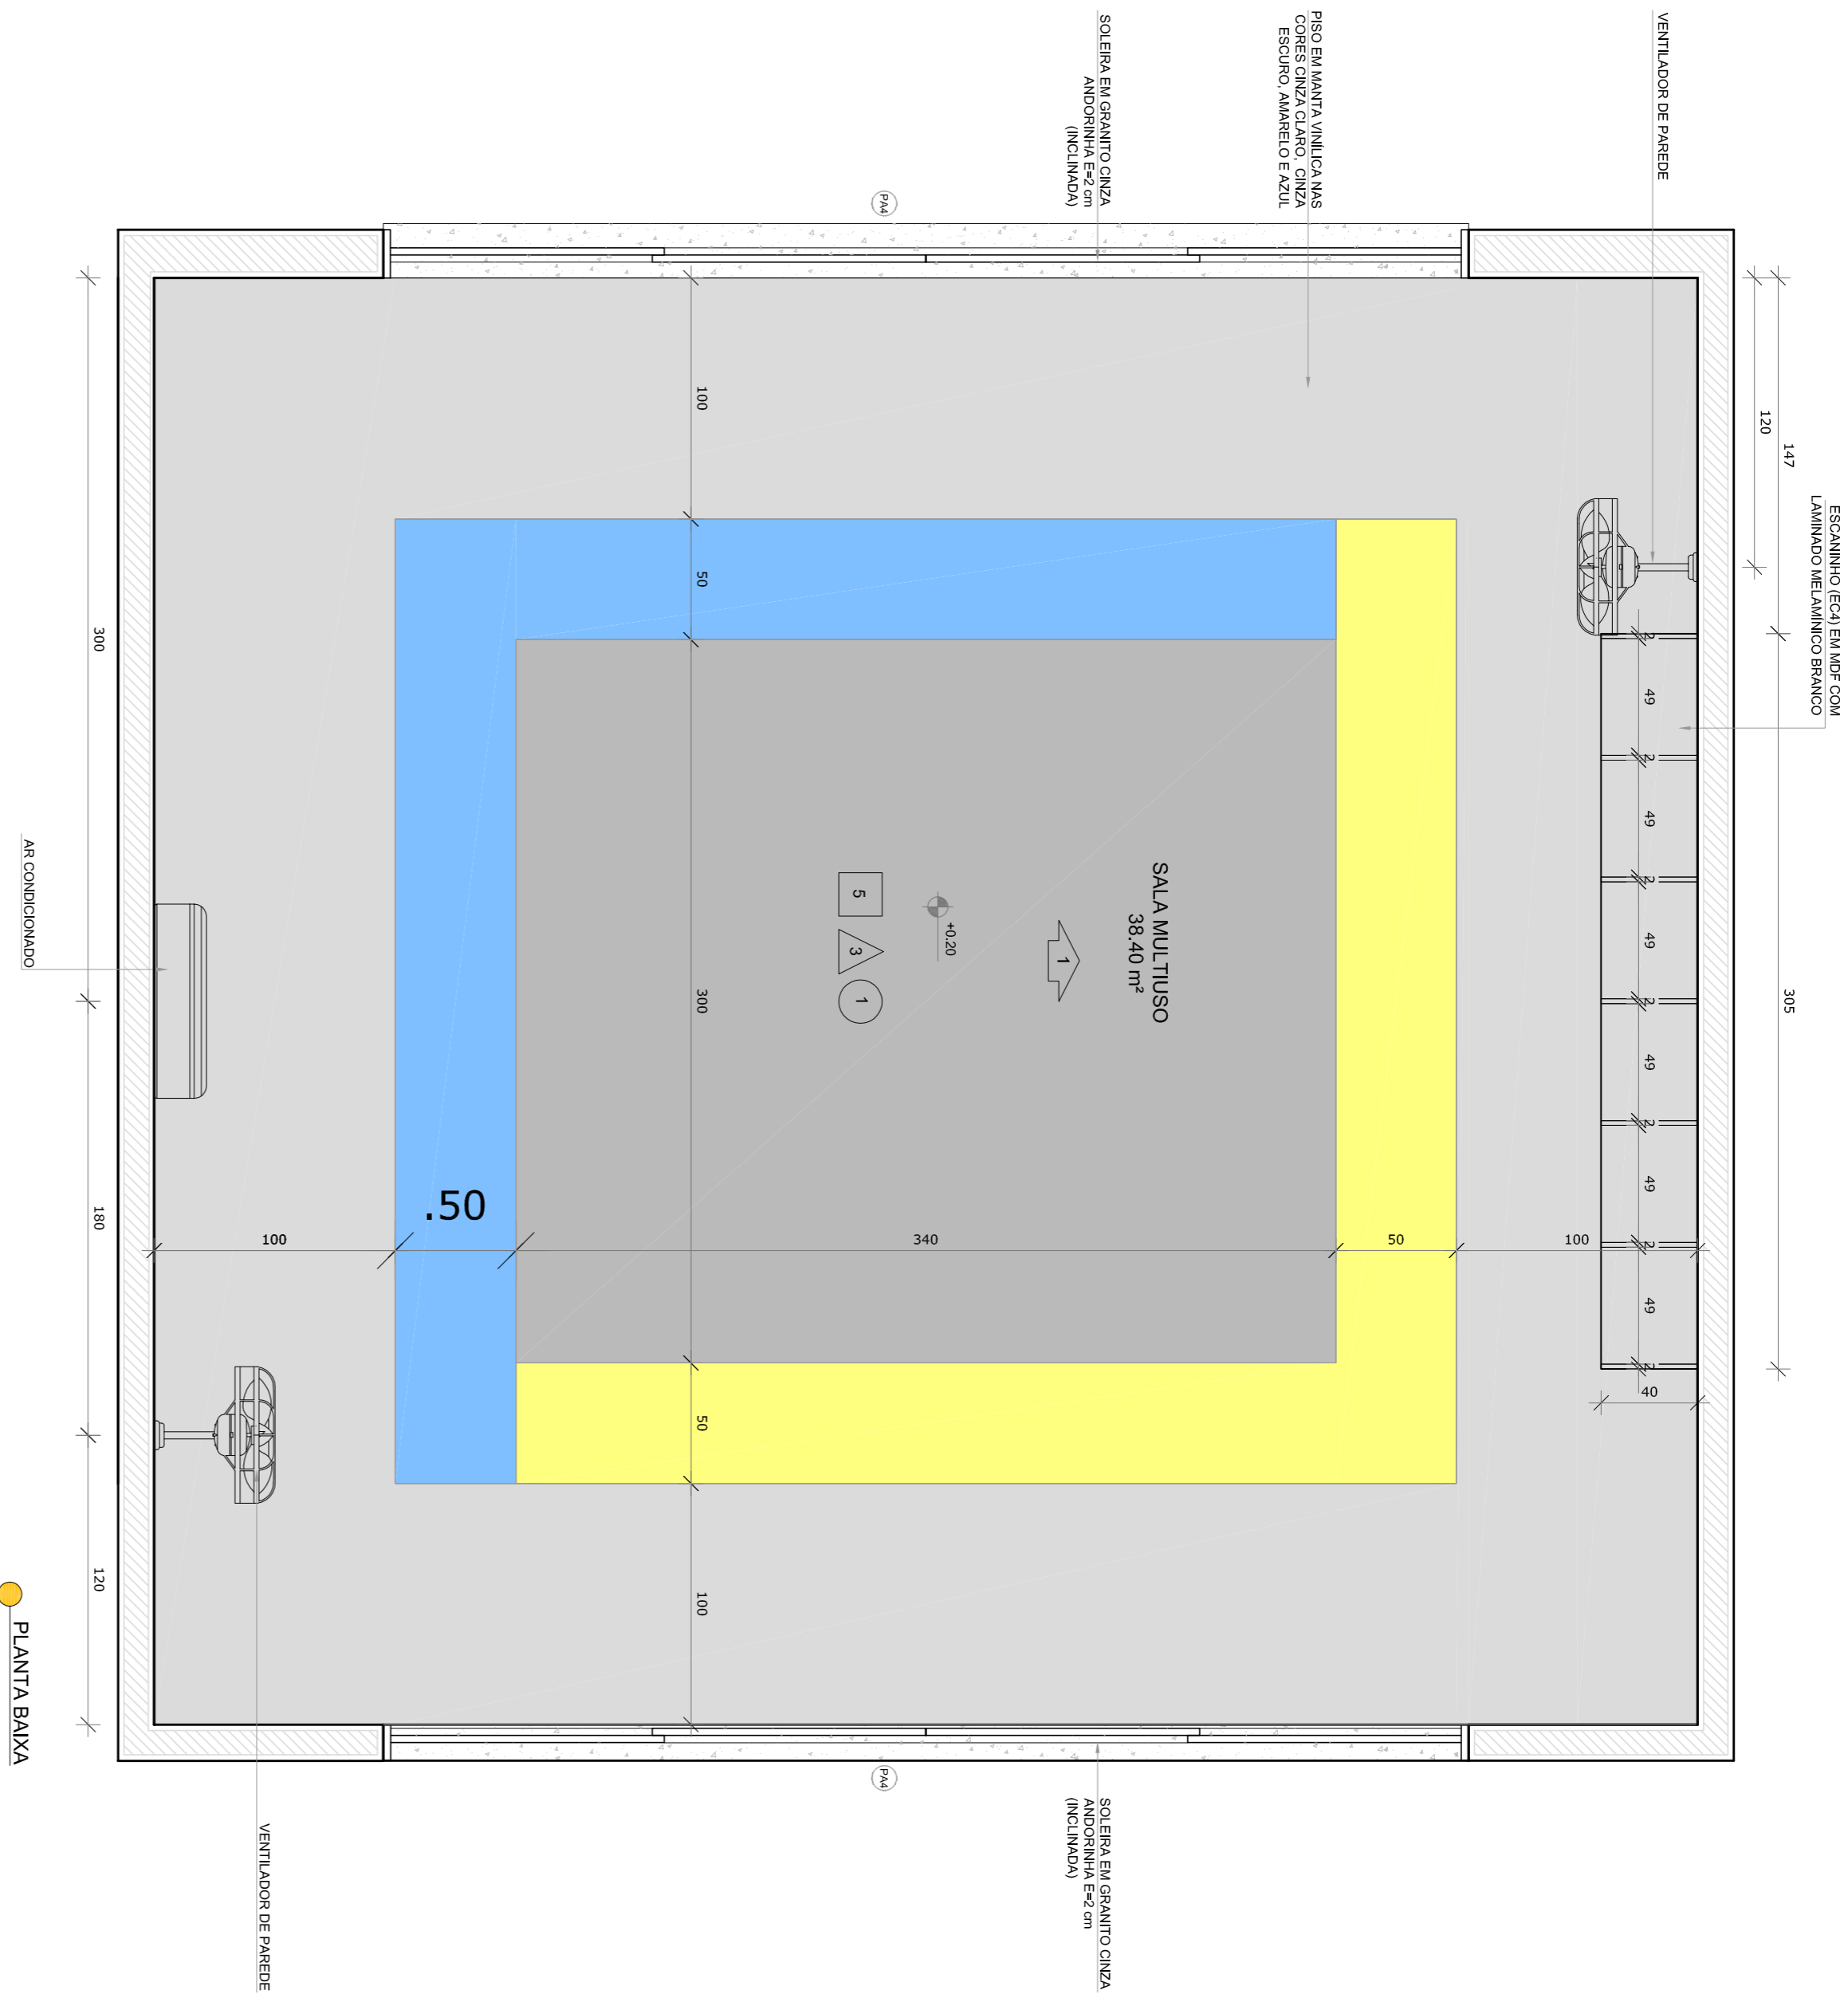 VENTILADOR DE PAREDE
PISO EM MANTA VINÍLICA NAS
CORES CINZA CLARO, CINZA
ESCURO, AMARELO E AZUL
SOLEIRA EM GRANITO CINZA
ANDORINHA E=2 cm
(INCLINADA)
PA4
ESCANINHO (EC4) EM MDF COM
LAMINADO MELAMÍNICO BRANCO
147
305
120
2
49
2
49
2
49
2
49
2
49
2
49
2
40
SALA MULTIUSO
38.40 m²
1
+0.20
5
3
1
100
50
300
50
100
100
.50
340
50
100
300
180
120
AR CONDICIONADO
PA4
SOLEIRA EM GRANITO CINZA
ANDORINHA E=2 cm
(INCLINADA)
VENTILADOR DE PAREDE
PLANTA BAIXA